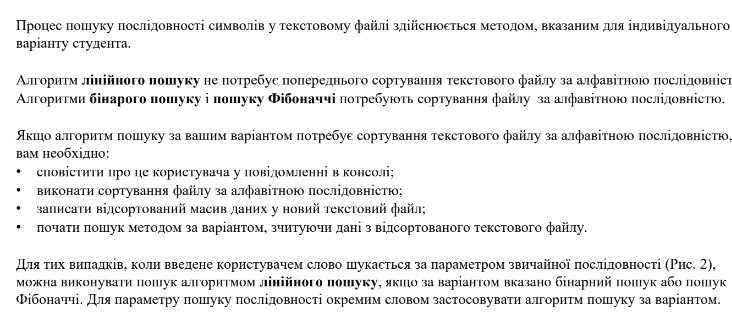 Процес пошуку послідовності символів у текстовому файлі здійснюється методом, вказаним для індивідуального
варіанту студента.
Алгоритм лінійного пошуку не потребує попереднього сортування текстового файлу за алфавітною послідовніст
Алгоритми бінарого пошуку і пошуку Фібоначчі потребують сортування файлу за алфавітною послідовністю.
Якщо алгоритм пошуку за вашим варіантом потребує сортування текстового файлу за алфавітною послідовністю,
вам необхідно:
• сповістити про це користувача у повідомленні в консолі;
• виконати сортування файлу за алфавітною послідовністю;
• записати відсортований масив даних у новий текстовий файл;
• почати пошук методом за варіантом, зчитуючи дані з відсортованого текстового файлу.
Для тих випадків, коли введене користувачем слово шукається за параметром звичайної послідовності (Рис. 2),
можна виконувати пошук алгоритмом лінійного пошуку, якщо за варіантом вказано бінарний пошук або пошук
Фібоначчі. Для параметру пошуку послідовності окремим словом застосовувати алгоритм пошуку за варіантом.